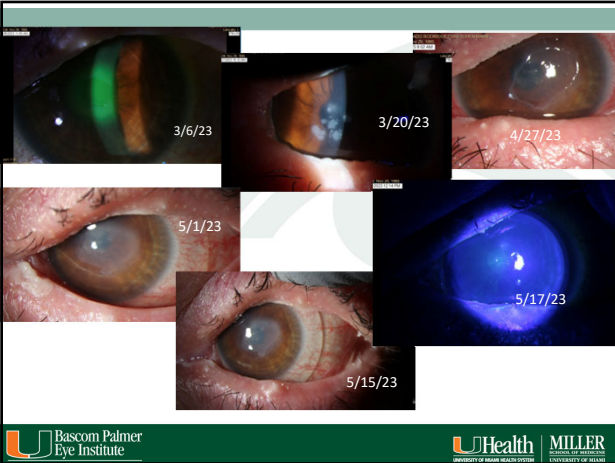 3/6/23
3/20/23
4/27/23
5/1/23
5/15/23
5/17/23
Bascom Palmer
Eye Institute
UHealth
UNIVERSITY OF MIAMI HEALTH SYSTEM
MILLER
SCHOOL OF MEDICINE
UNIVERSITY OF MIAMI